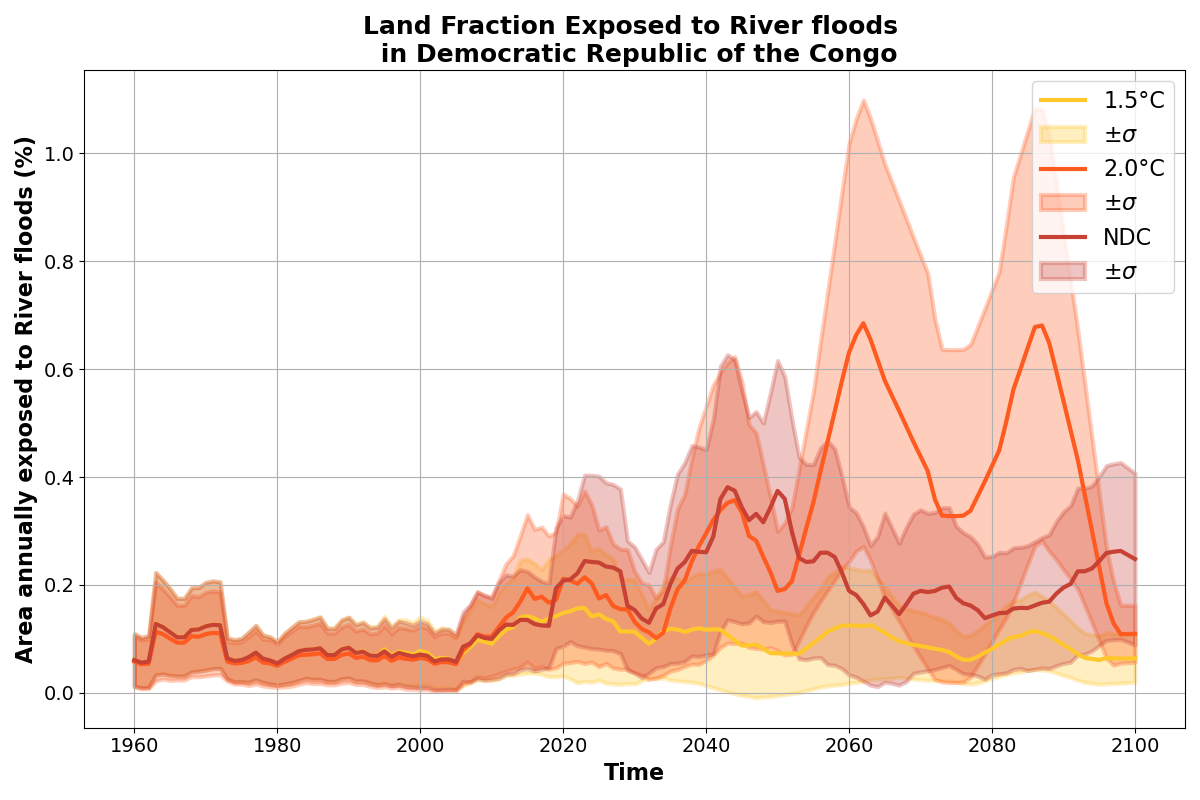 Land Fraction Exposed to River floods
in Democratic Republic of the Congo
Area annually exposed to River floods (%)
1.0
0.8
0.6
0.4
0.2
0.0
1.5°C
±σ
2.0°C
±σ
NDC
±σ
1960 1980 2000 2020 2040 2060 2080 2100
Time